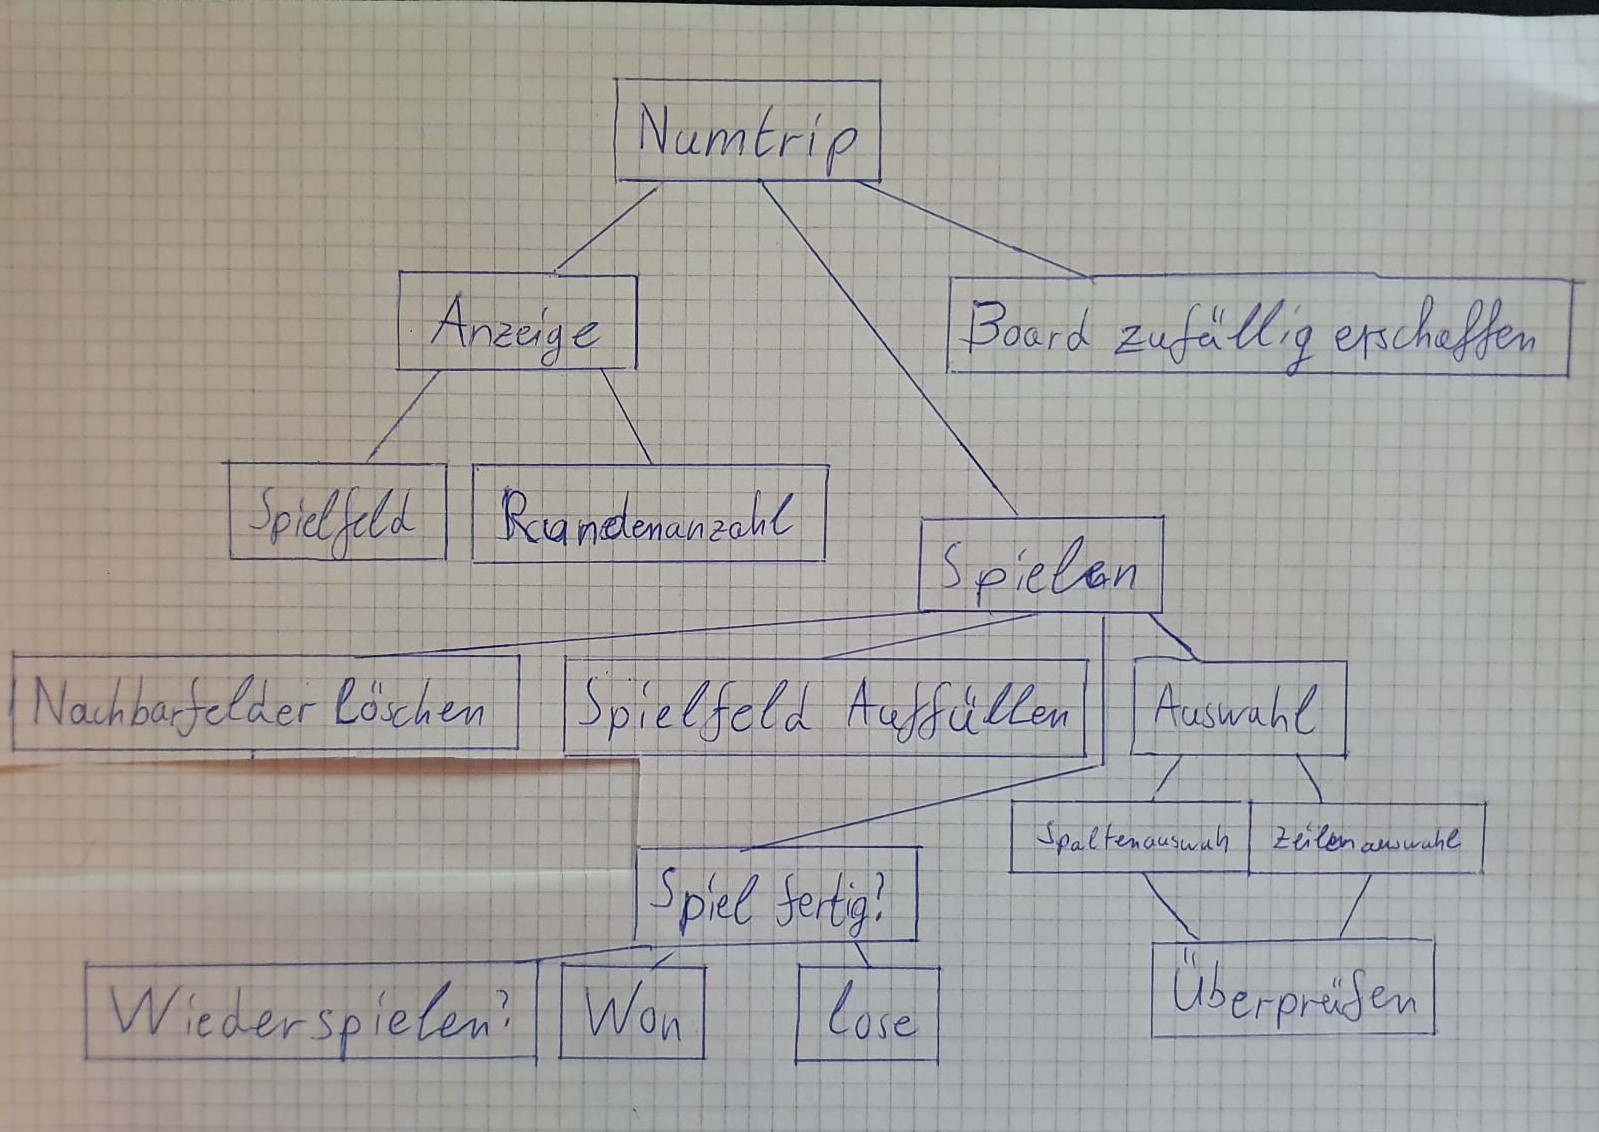 Numtrip
Anzeige
Board zufällig erschaffen
Spielfeld
Rundenanzahl
Spielen
Nachbarfelder löschen
Spielfeld Auffüllen
Auswahl
Spaltenauswah
Zeilenauswahl
Spiel fertig?
Überprüfen
Wiederspielen?
Won
lose